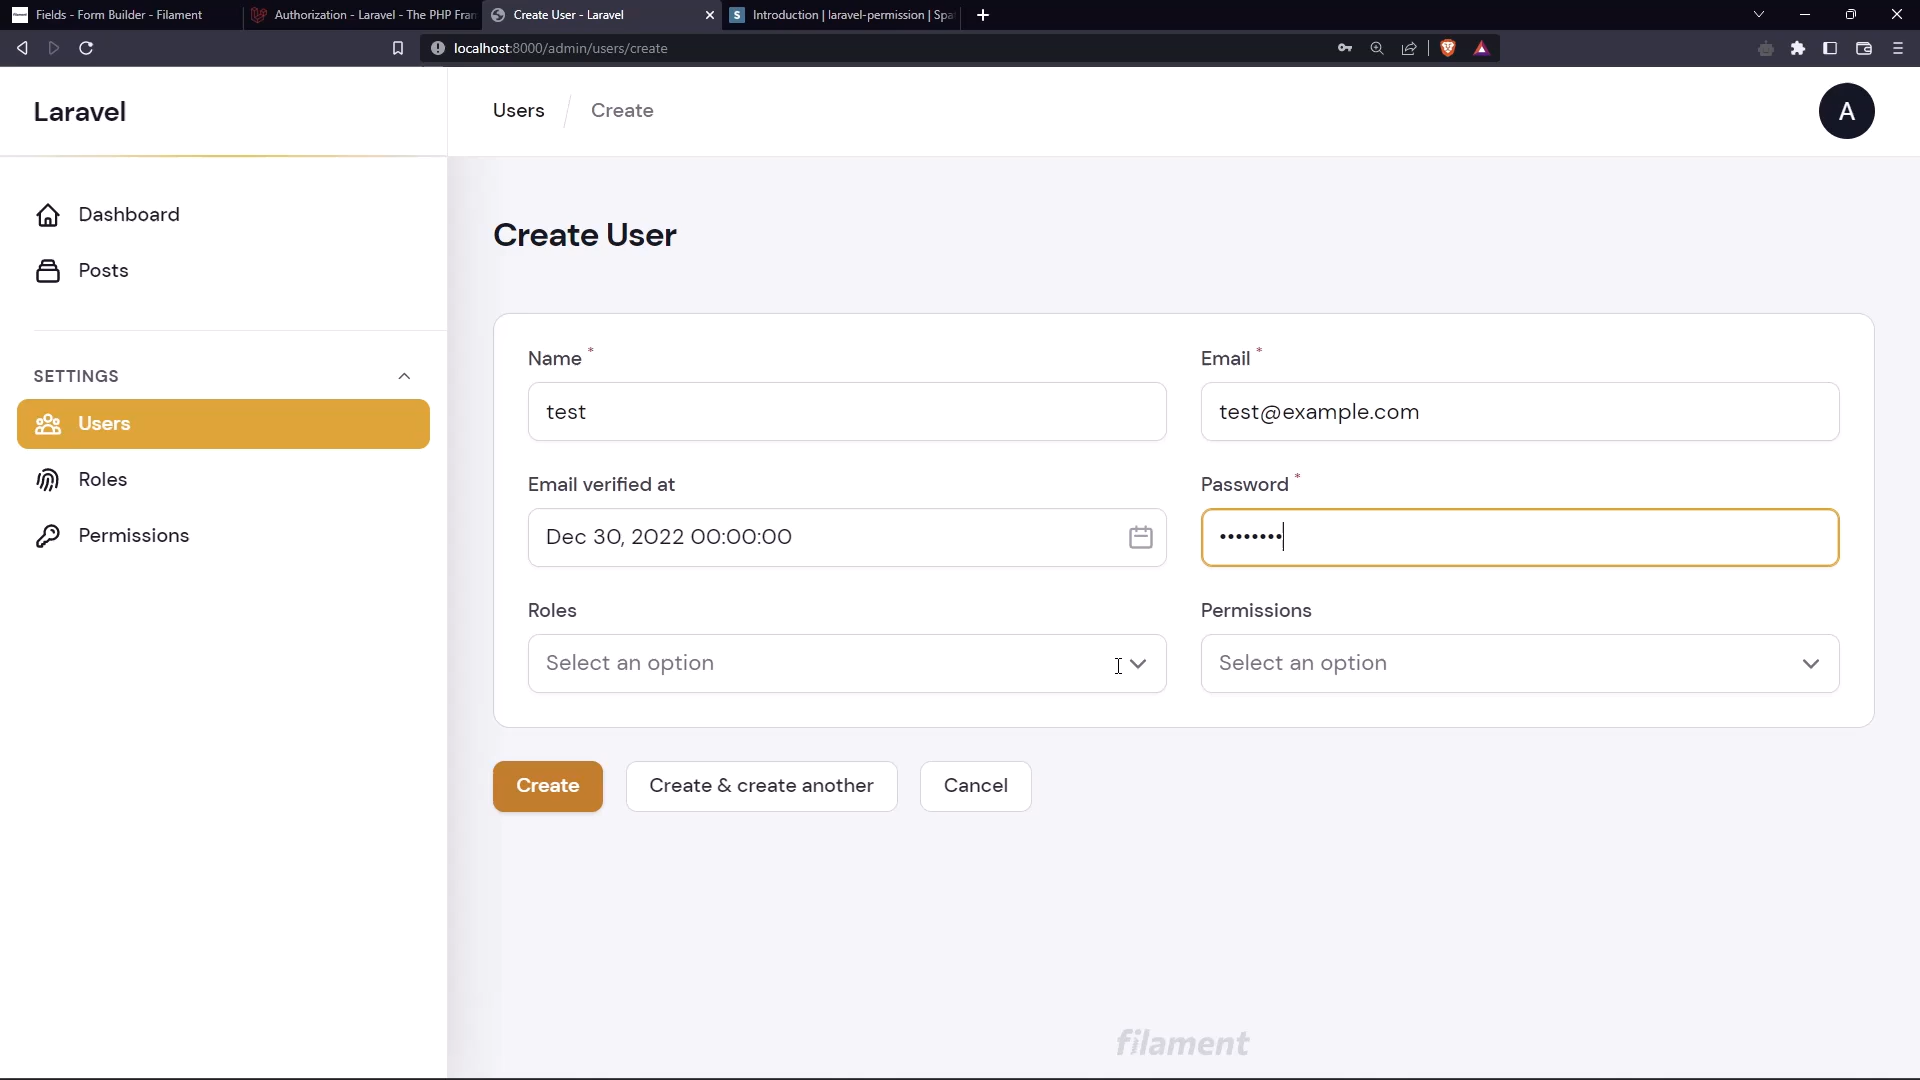 Fields - Form Builder - Filament
Authorization - Laravel - The PHP Fran
Create User - Laravel
S
Introduction | laravel-permission | Spa
localhost:8000/admin/users/create
Laravel
Users
Create
A
Dashboard
Posts
SETTINGS
Users
Roles
Permissions
Create User
Name *
Email *
test
test@example.com
Email verified at
Password *
Dec 30, 2022 00:00:00
••••••••
Roles
Permissions
Select an option
Select an option
Create
Create & create another
Cancel
filament